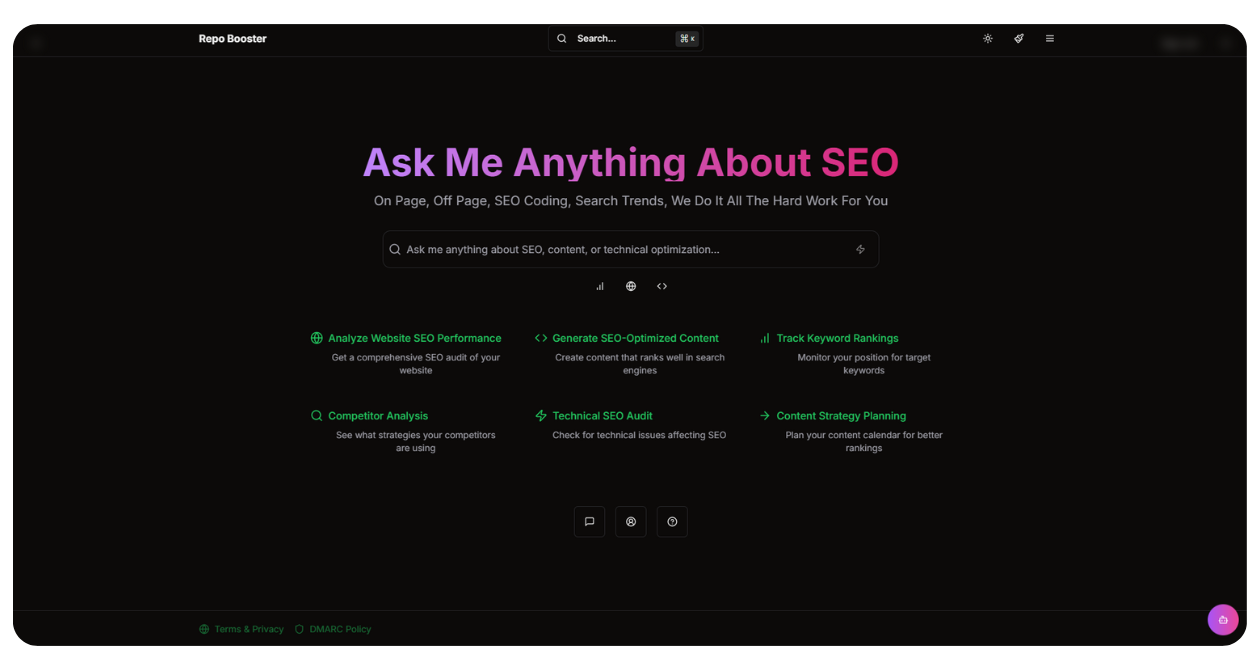 Repo Booster
Search...
⌘ K
Ask Me Anything About SEO
On Page, Off Page, SEO Coding, Search Trends, We Do It All The Hard Work For You
Ask me anything about SEO, content, or technical optimization...
Analyze Website SEO Performance
Get a comprehensive SEO audit of your
website
Generate SEO-Optimized Content
Create content that ranks well in search
engines
Track Keyword Rankings
Monitor your position for target
keywords
Competitor Analysis
See what strategies your competitors
are using
Technical SEO Audit
Check for technical issues affecting SEO
Content Strategy Planning
Plan your content calendar for better
rankings
Terms & Privacy
DMARC Policy